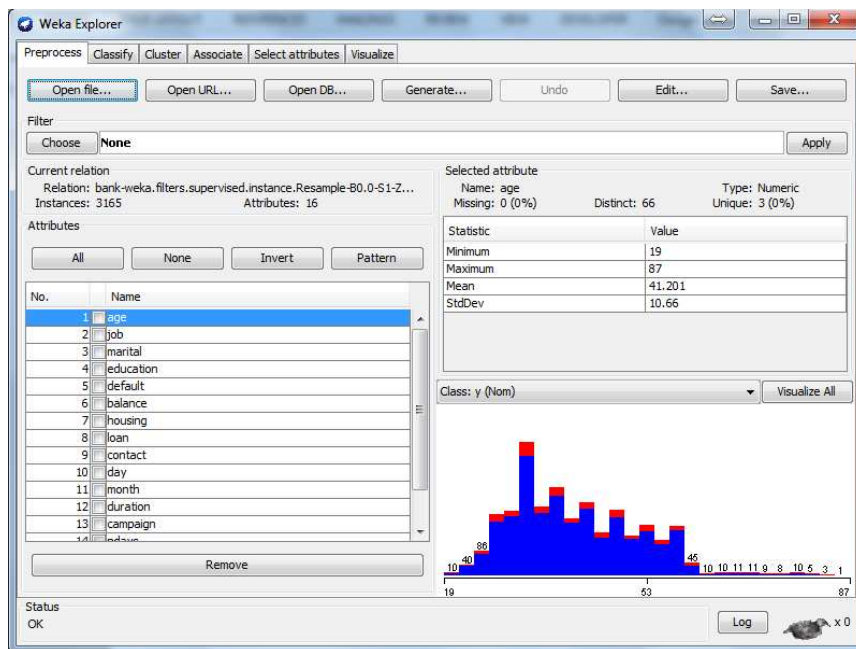 Weka Explorer
Preprocess Classify Cluster Associate Select attributes Visualize
Open file... Open URL... Open DB... Generate... Undo Edit... Save...
Filter
Choose None Apply
Current relation
Relation: bank-weka.filters.supervised.instance.Resample-B0.0-S1-Z...
Instances: 3165 Attributes: 16
Attributes
All None Invert Pattern
No. Name
1 age
2 job
3 marital
4 education
5 default
6 balance
7 housing
8 loan
9 contact
10 day
11 month
12 duration
13 campaign
14 pdays
Remove
Selected attribute
Name: age Type: Numeric
Missing: 0 (0%) Distinct: 66 Unique: 3 (0%)
Statistic Value
Minimum 19
Maximum 87
Mean 41.201
StdDev 10.66
Class: y (Nom) Visualize All
10 40 86 45 10 10 11 11 9 8 10 5 3 1
19 53 87
Status
OK Log x 0